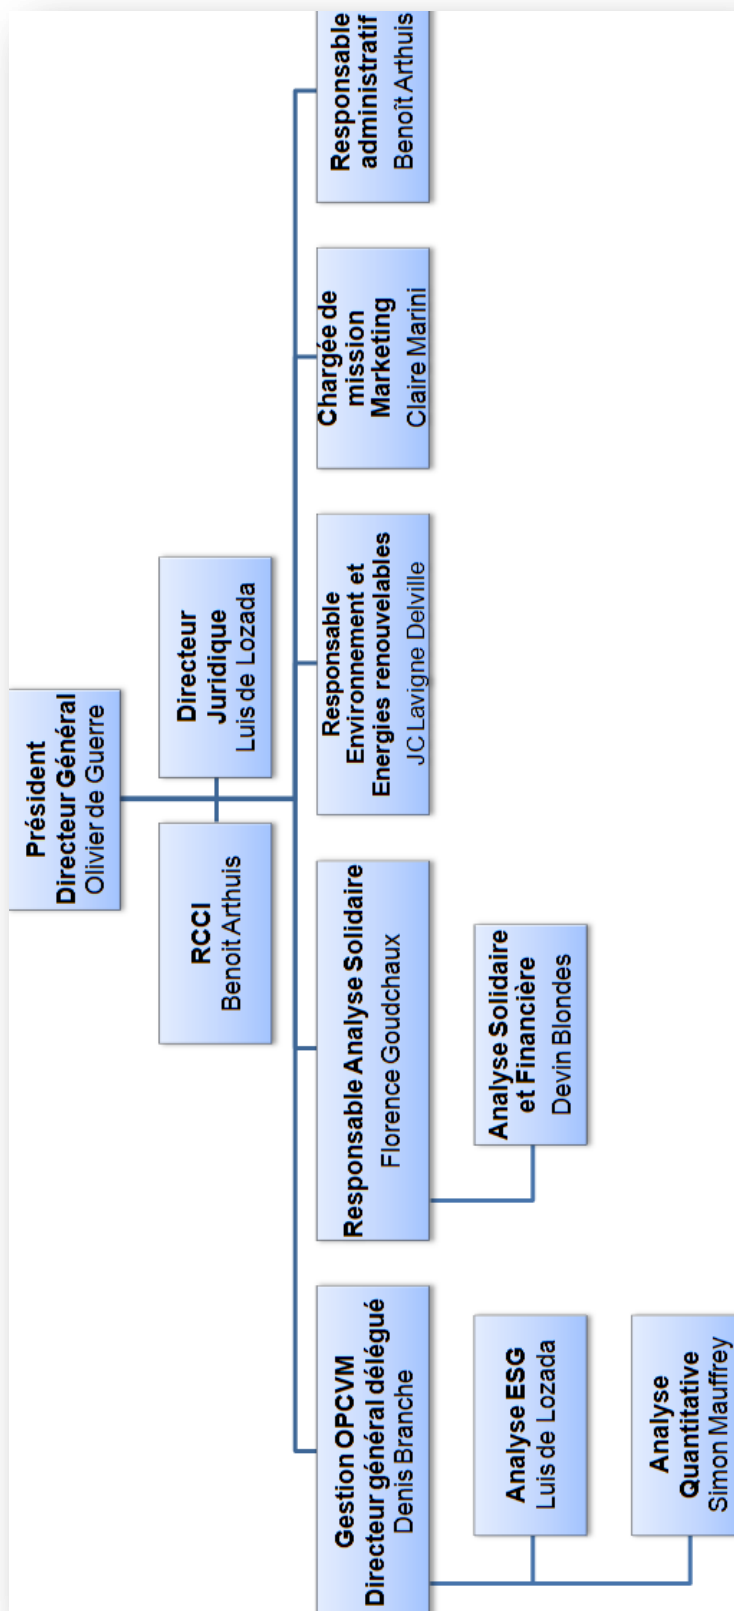 Président
Directeur Général
Olivier de Guerre
RCCI
Benoit Arthuis
Directeur
Juridique
Luis de Lozada
Gestion OPCVM
Directeur général délégué
Denis Branche
Responsable Analyse Solidaire
Florence Goudchaux
Responsable
Environnement et
Energies renouvelables
JC Lavigne Delville
Chargée de
mission
Marketing
Claire Marini
Responsable
administratif
Benoît Arthuis
Analyse ESG
Luis de Lozada
Analyse Solidaire
et Financière
Devin Blondes
Analyse
Quantitative
Simon Mauffrey